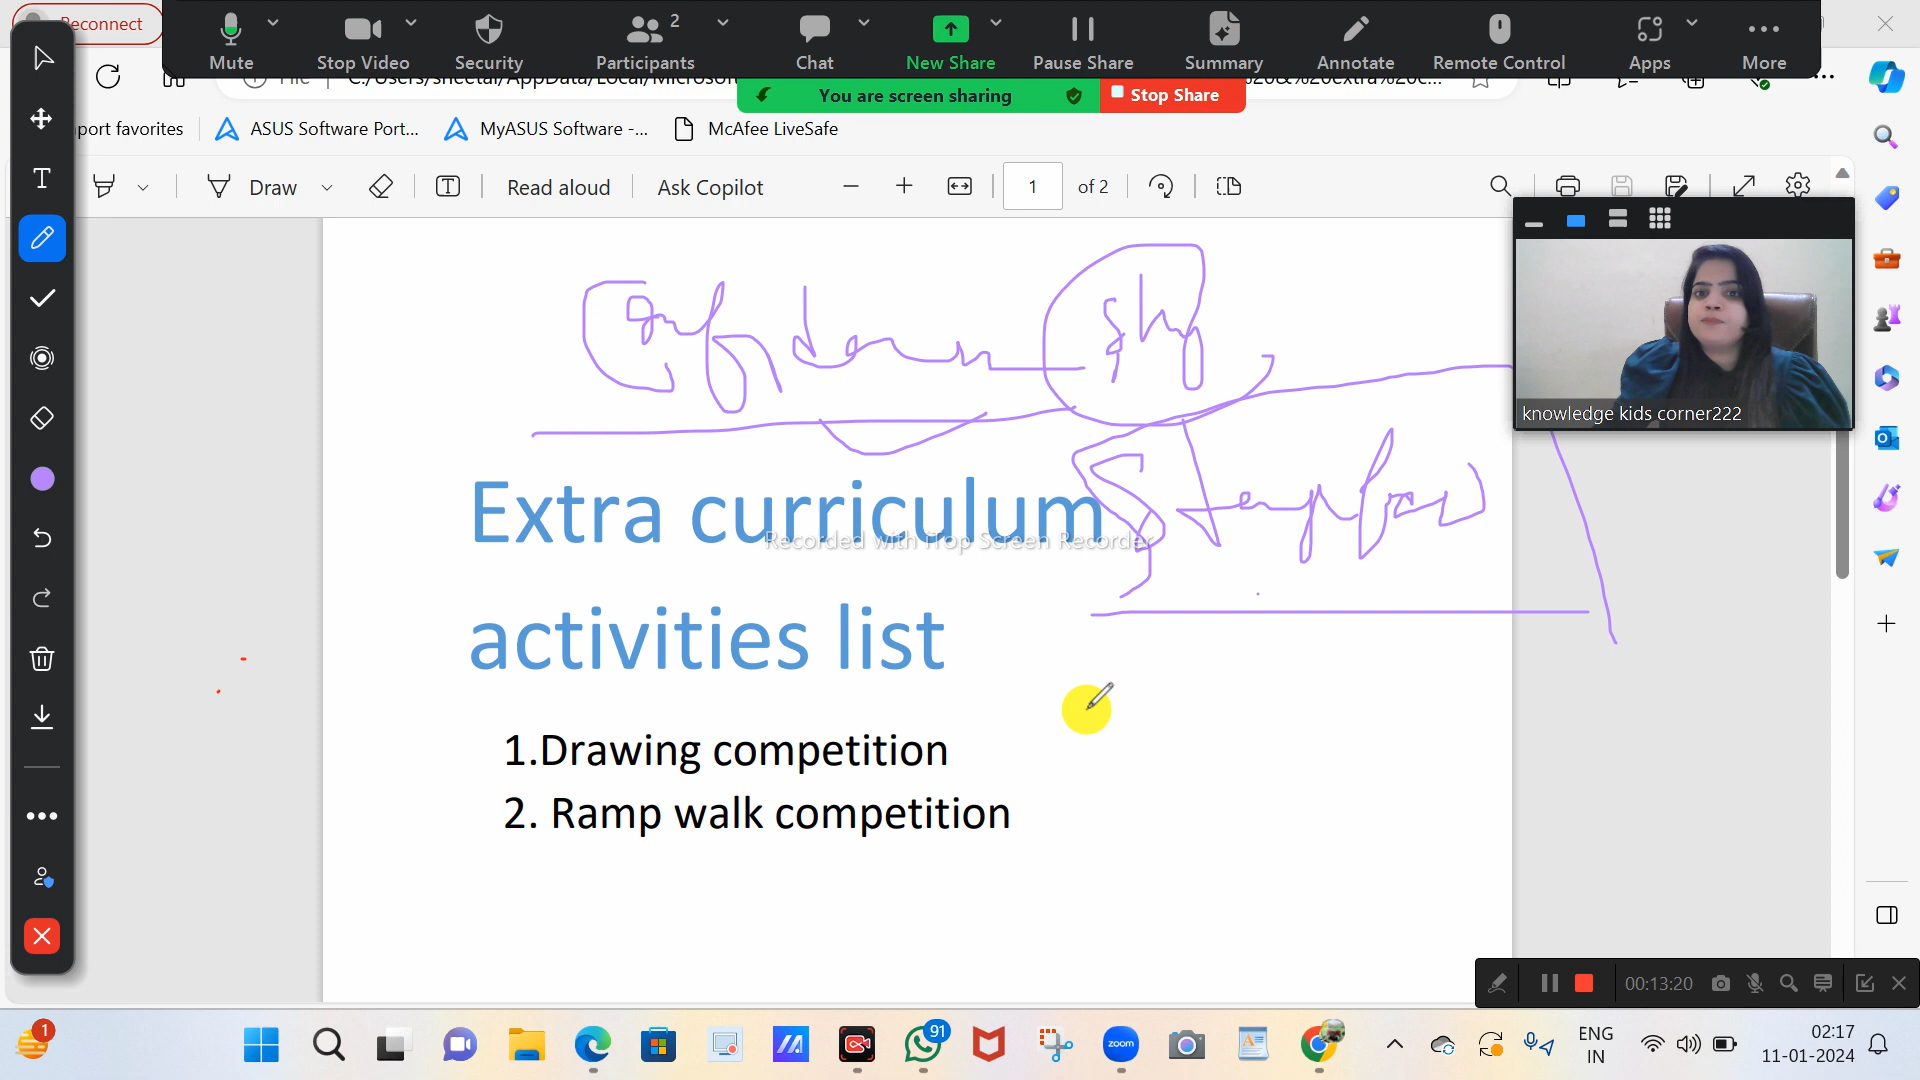 Reconnect
Mute
Stop Video
Security
Participants
2
Chat
New Share
Pause Share
Summary
Annotate
Remote Control
Apps
More
You are screen sharing
Stop Share
port favorites
ASUS Software Port...
MyASUS Software -...
McAfee LiveSafe
Draw
Read aloud
Ask Copilot
1
of 2
shy
knowledge kids corner222
Extra curriculum
Recorded with iTop Screen Recorder
activities list
1.Drawing competition
2. Ramp walk competition
00:13:20
1
91
zoom
ENG
IN
02:17
11-01-2024